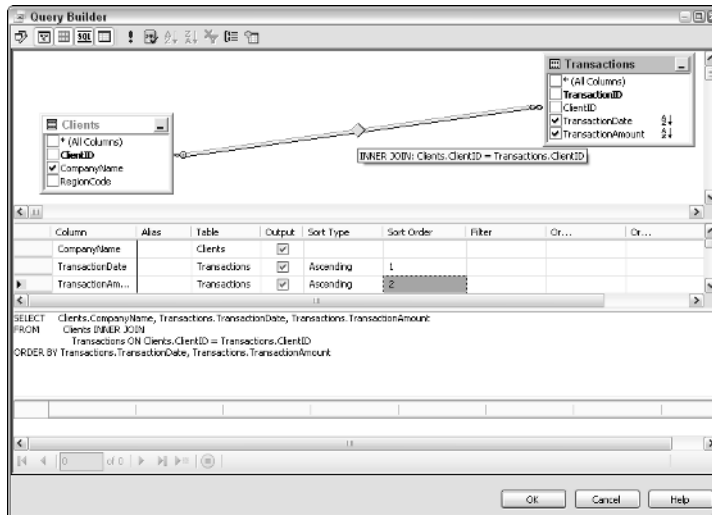 Query Builder
SQL
Transactions
* (All Columns)
TransactionID
ClientID
TransactionDate
TransactionAmount
Clients
* (All Columns)
ClientID
CompanyName
RegionCode
INNER JOIN: Clients.ClientID = Transactions.ClientID
Column Alias Table Output Sort Type Sort Order Filter Or... Or...
CompanyName Clients
TransactionDate Transactions Ascending 1
TransactionAm... Transactions Ascending 2
SELECT Clients.CompanyName, Transactions.TransactionDate, Transactions.TransactionAmount
FROM Clients INNER JOIN
Transactions ON Clients.ClientID = Transactions.ClientID
ORDER BY Transactions.TransactionDate, Transactions.TransactionAmount
0 of 0
OK Cancel Help